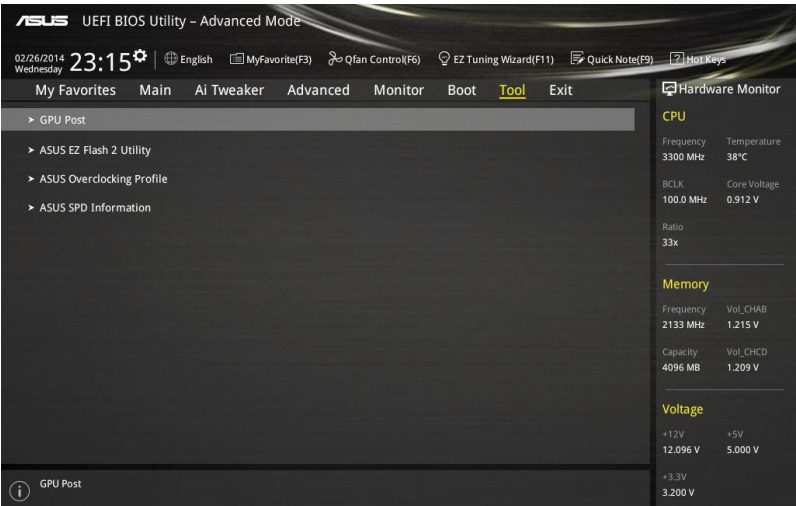 ASUS UEFI BIOS Utility – Advanced Mode
02/26/2014
Wednesday
23:15
English
MyFavorite(F3)
Qfan Control(F6)
EZ Tuning Wizard(F11)
Quick Note(F9)
? Hot Keys
My Favorites Main Ai Tweaker Advanced Monitor Boot Tool Exit
> GPU Post
> ASUS EZ Flash 2 Utility
> ASUS Overclocking Profile
> ASUS SPD Information
i GPU Post
Hardware Monitor
CPU
Frequency Temperature
3300 MHz 38°C
BCLK Core Voltage
100.0 MHz 0.912 V
Ratio
33x
Memory
Frequency Vol_CHAB
2133 MHz 1.215 V
Capacity Vol_CHCD
4096 MB 1.209 V
Voltage
+12V +5V
12.096 V 5.000 V
+3.3V
3.200 V